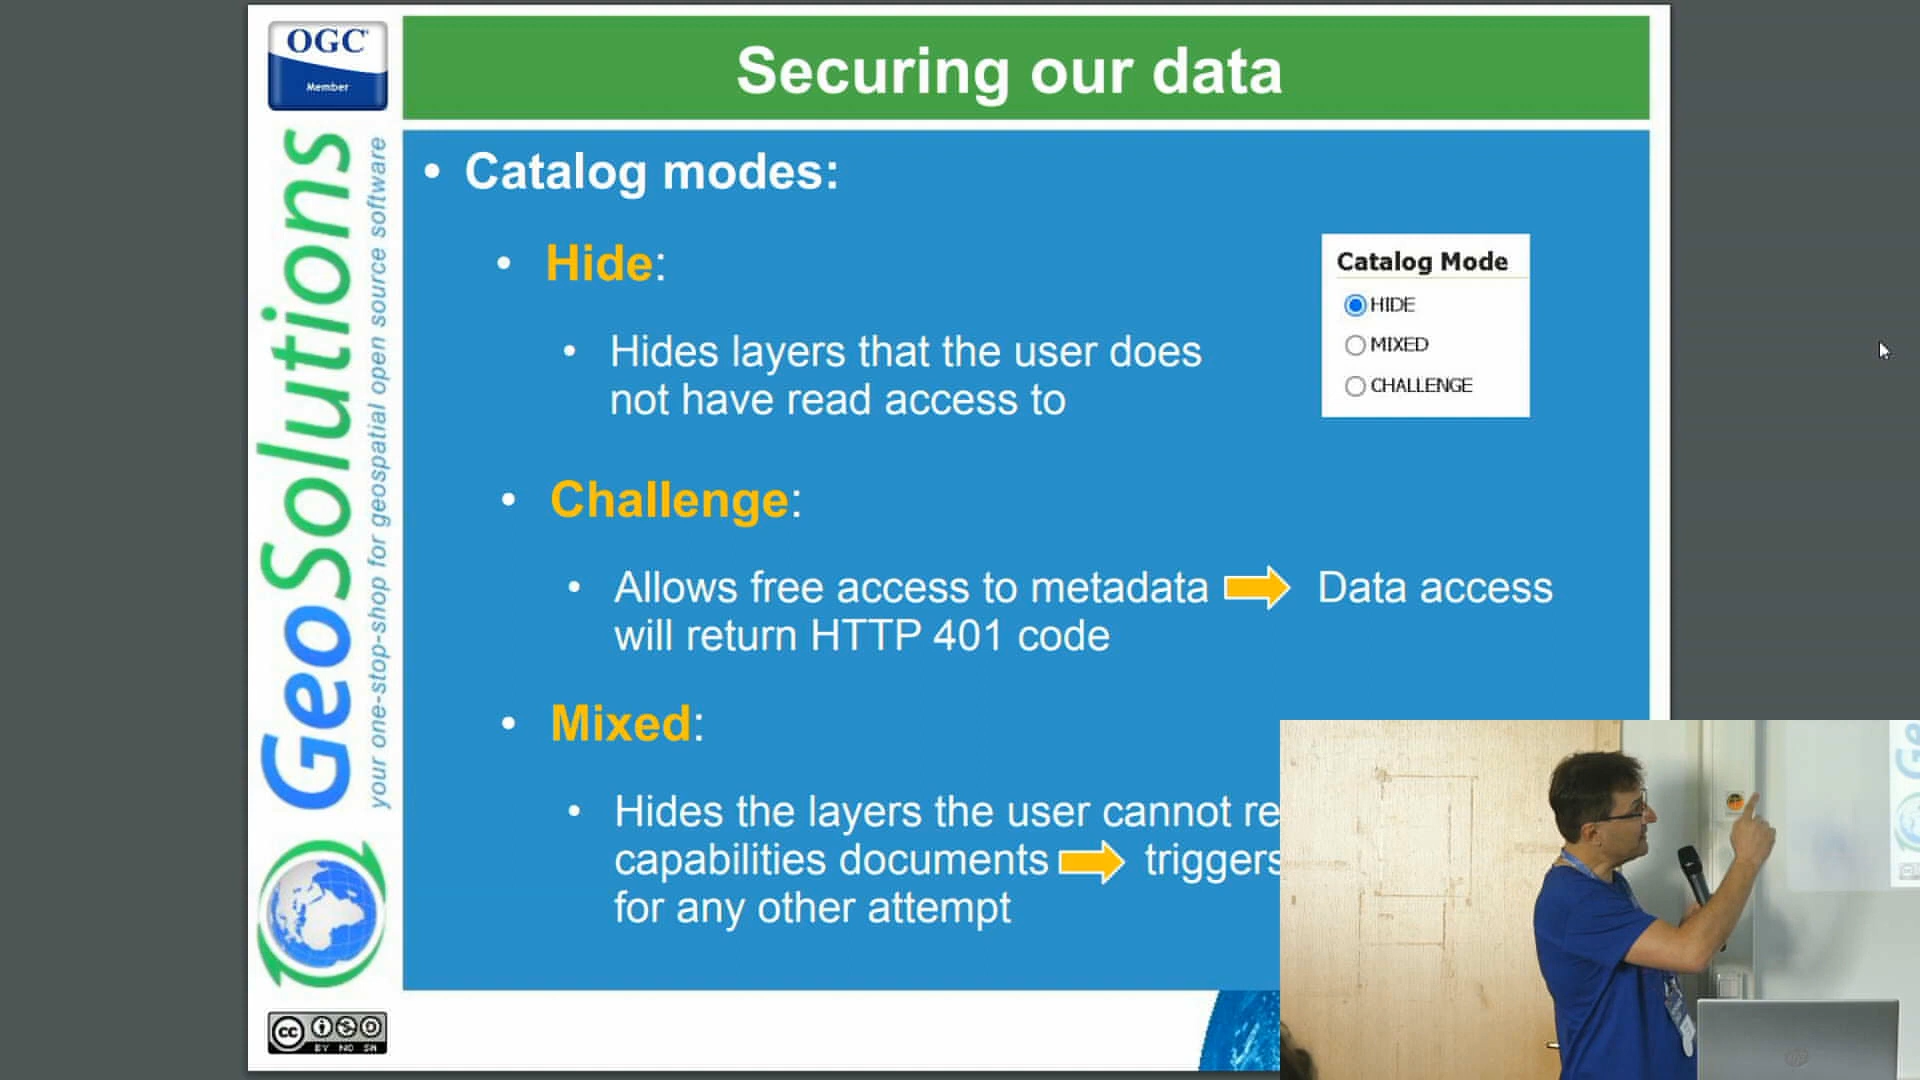 OGC
Member
Securing our data
GeoSolutions
your one-stop-shop for geospatial open source software
• Catalog modes:
• Hide:
• Hides layers that the user does
not have read access to
Catalog Mode
HIDE
MIXED
CHALLENGE
• Challenge:
• Allows free access to metadata Data access
will return HTTP 401 code
• Mixed:
• Hides the layers the user cannot re
capabilities documents triggers
for any other attempt
cc
BY NC SA
Ge
hp